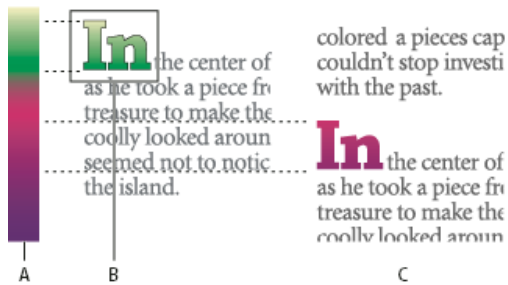 In the center of
as he took a piece fr
treasure to make the
coolly looked aroun
seemed not to notic
the island.
colored a pieces cap
couldn't stop investi
with the past.
In the center of
as he took a piece fr
treasure to make the
coolly looked aroun
A
B
C